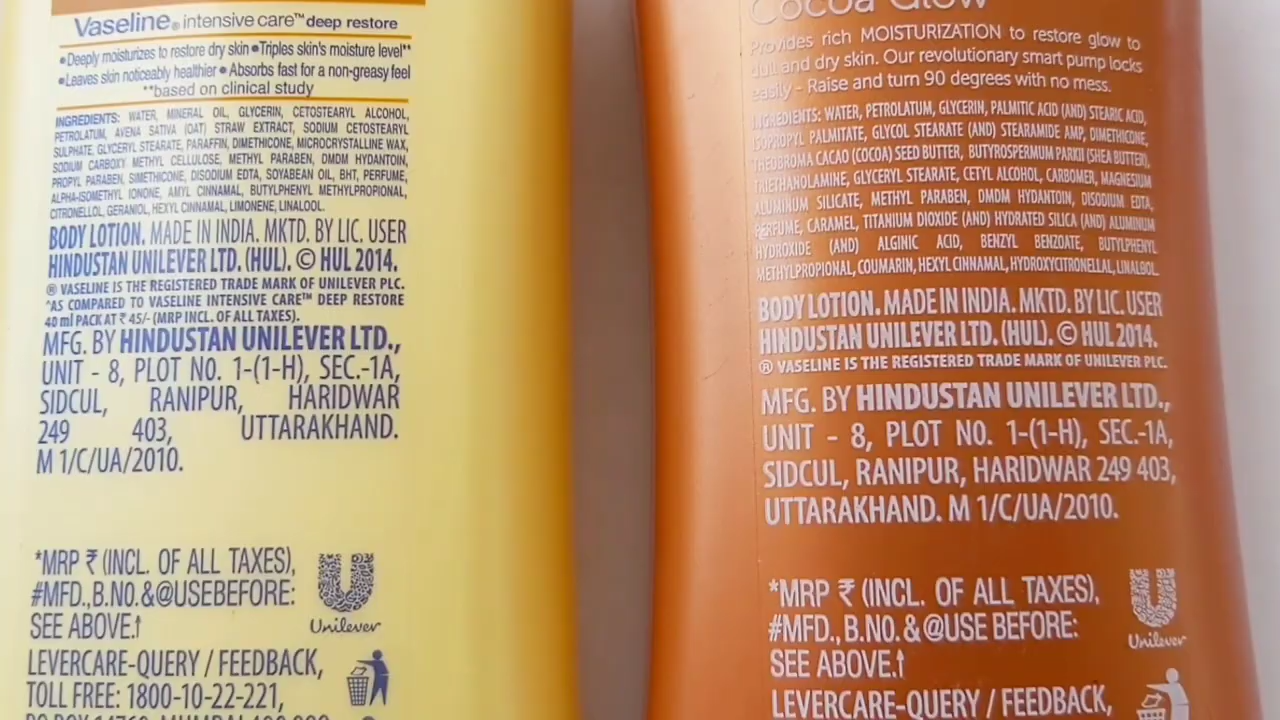 Vaseline® intensive care™ deep restore
•Deeply moisturizes to restore dry skin •Triples skin's moisture level**
•Leaves skin noticeably healthier • Absorbs fast for a non-greasy feel
**based on clinical study
INGREDIENTS: WATER, MINERAL OIL, GLYCERIN, CETOSTEARYL ALCOHOL,
PETROLATUM, AVENA SATIVA (OAT) STRAW EXTRACT, SODIUM CETOSTEARYL
SULPHATE, GLYCERYL STEARATE, PARAFFIN, DIMETHICONE, MICROCRYSTALLINE WAX,
SODIUM CARBOXY METHYL CELLULOSE, METHYL PARABEN, DMDM HYDANTOIN,
PROPYL PARABEN, SIMETHICONE, DISODIUM EDTA, SOYABEAN OIL, BHT, PERFUME,
ALPHA-ISOMETHYL IONONE, AMYL CINNAMAL, BUTYLPHENYL METHYLPROPIONAL,
CITRONELLOL, GERANIOL, HEXYL CINNAMAL, LIMONENE, LINALOOL.
BODY LOTION. MADE IN INDIA. MKTD. BY LIC. USER
HINDUSTAN UNILEVER LTD. (HUL). © HUL 2014.
® VASELINE IS THE REGISTERED TRADE MARK OF UNILEVER PLC.
^AS COMPARED TO VASELINE INTENSIVE CARE™ DEEP RESTORE
40 ml PACK AT ₹ 45/- (MRP INCL. OF ALL TAXES).
MFG. BY HINDUSTAN UNILEVER LTD.,
UNIT - 8, PLOT NO. 1-(1-H), SEC.-1A,
SIDCUL, RANIPUR, HARIDWAR
249 403, UTTARAKHAND.
M 1/C/UA/2010.
*MRP ₹ (INCL. OF ALL TAXES),
#MFD.,B.NO.&@USEBEFORE:
SEE ABOVE.↑
Unilever
LEVERCARE-QUERY / FEEDBACK,
TOLL FREE: 1800-10-22-221,
Cocoa Glow
Provides rich MOISTURIZATION to restore glow to
dull and dry skin. Our revolutionary smart pump locks
easily - Raise and turn 90 degrees with no mess.
INGREDIENTS: WATER, PETROLATUM, GLYCERIN, PALMITIC ACID (AND) STEARIC ACID,
ISOPROPYL PALMITATE, GLYCOL STEARATE (AND) STEARAMIDE AMP, DIMETHICONE,
THEOBROMA CACAO (COCOA) SEED BUTTER, BUTYROSPERMUM PARKII (SHEA BUTTER),
TRIETHANOLAMINE, GLYCERYL STEARATE, CETYL ALCOHOL, CARBOMER, MAGNESIUM
ALUMINUM SILICATE, METHYL PARABEN, DMDM HYDANTOIN, DISODIUM EDTA,
PERFUME, CARAMEL, TITANIUM DIOXIDE (AND) HYDRATED SILICA (AND) ALUMINUM
HYDROXIDE (AND) ALGINIC ACID, BENZYL BENZOATE, BUTYLPHENYL
METHYLPROPIONAL, COUMARIN, HEXYL CINNAMAL, HYDROXYCITRONELLAL, LINALOOL.
BODY LOTION. MADE IN INDIA. MKTD. BY LIC. USER
HINDUSTAN UNILEVER LTD. (HUL). © HUL 2014.
® VASELINE IS THE REGISTERED TRADE MARK OF UNILEVER PLC.
MFG. BY HINDUSTAN UNILEVER LTD.,
UNIT - 8, PLOT NO. 1-(1-H), SEC.-1A,
SIDCUL, RANIPUR, HARIDWAR 249 403,
UTTARAKHAND. M 1/C/UA/2010.
*MRP ₹ (INCL. OF ALL TAXES),
#MFD., B.NO. & @USE BEFORE:
SEE ABOVE.↑
Unilever
LEVERCARE-QUERY / FEEDBACK,